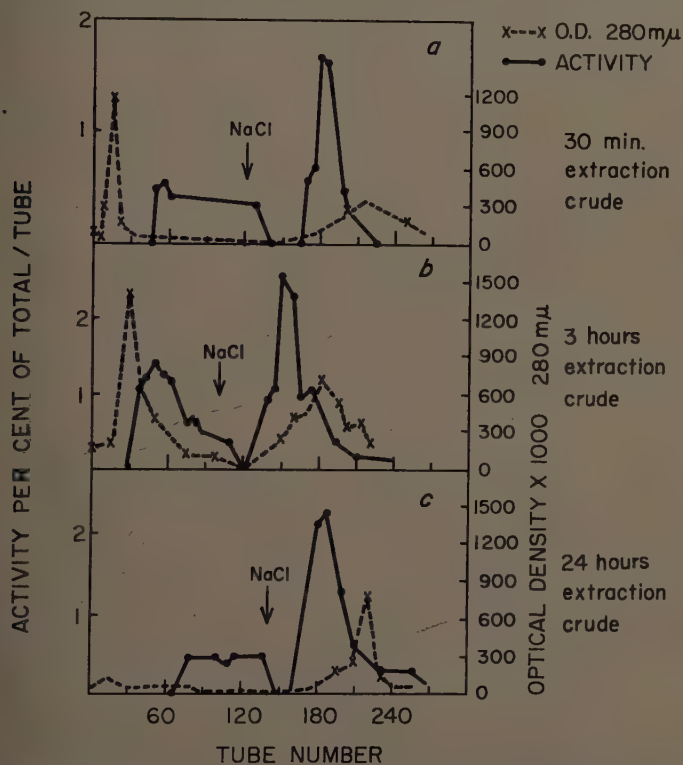 a
x----x O.D. 280mμ
●—● ACTIVITY
2
1
NaCl
1200
900
600
300
0
30 min.
extraction
crude
b
2
1
NaCl
1500
1200
900
600
300
0
3 hours
extraction
crude
c
2
1
NaCl
1500
1200
900
600
300
0
24 hours
extraction
crude
60
120
180
240
TUBE NUMBER
ACTIVITY PER CENT OF TOTAL / TUBE
OPTICAL DENSITY X 1000 280 mμ